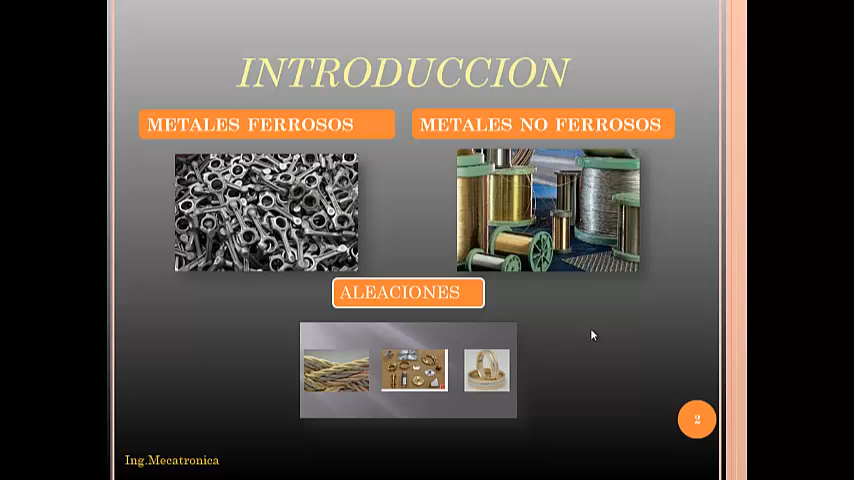 INTRODUCCION
METALES FERROSOS
METALES NO FERROSOS
ALEACIONES
2
Ing.Mecatronica